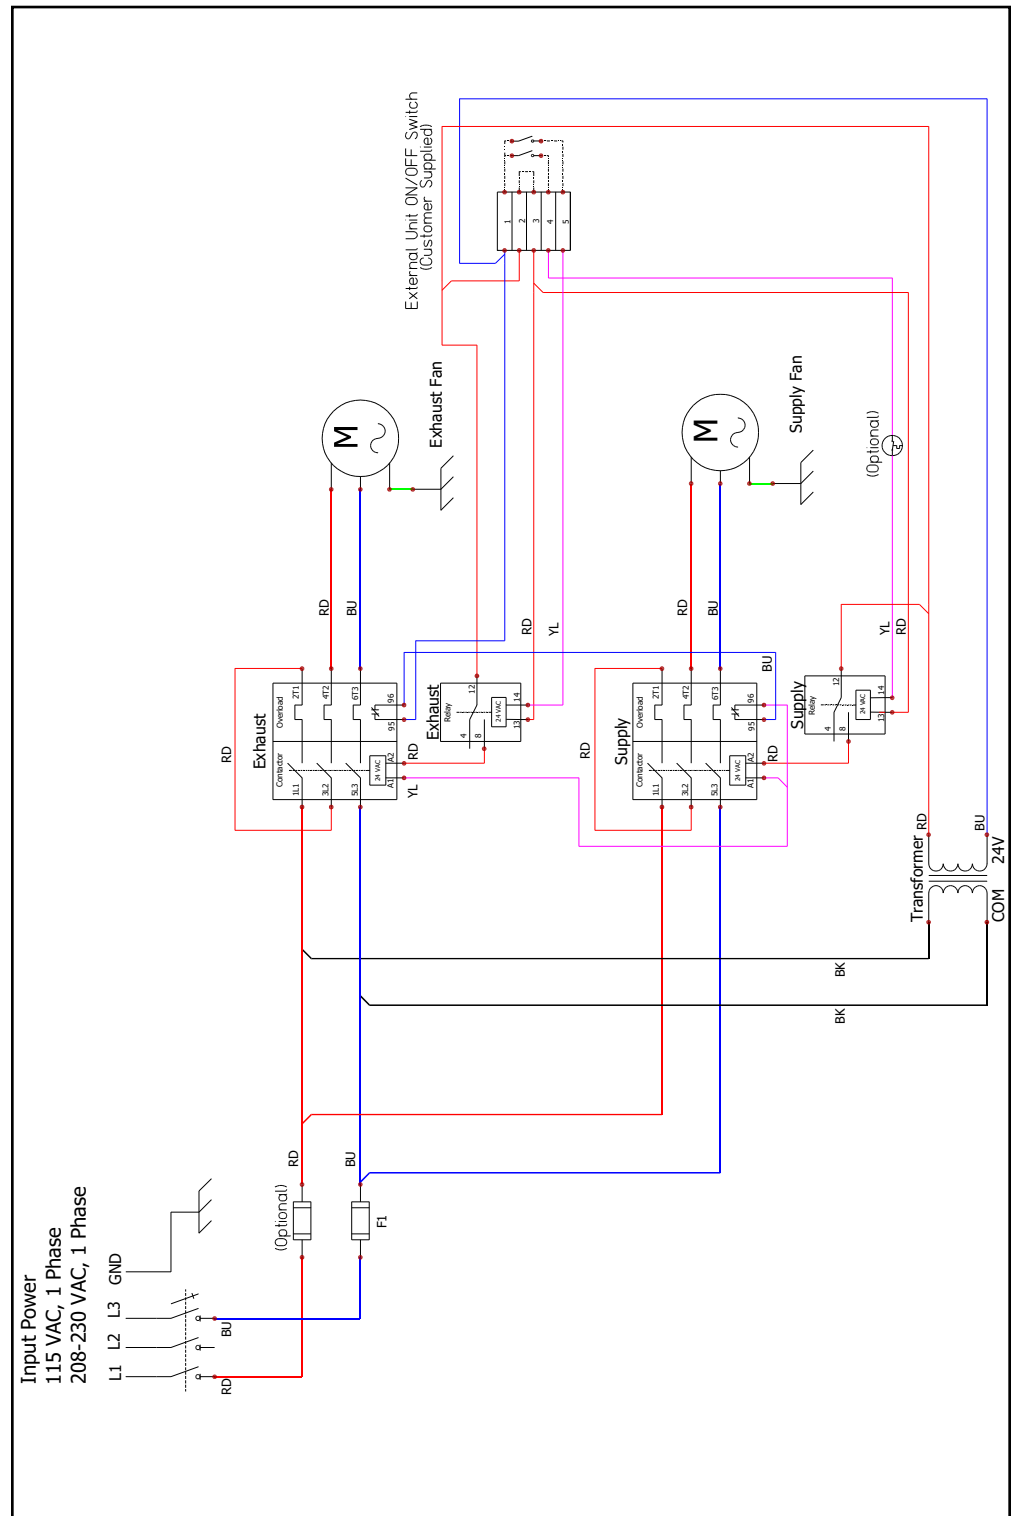 Input Power
115 VAC, 1 Phase
208-230 VAC, 1 Phase
L1
L2
L3
GND
RD
BU
(Optional)
F1
RD
BU
BK
BK
Transformer
COM
24V
RD
BU
Exhaust
Contactor
Overload
1L1
3L2
5L3
2T1
4T2
6T3
24 VAC
A1
A2
95
96
RD
YL
RD
Exhaust
Relay
4
8
12
24 VAC
13
14
RD
YL
RD
BU
M
Exhaust Fan
Supply
Contactor
Overload
1L1
3L2
5L3
2T1
4T2
6T3
24 VAC
A1
A2
95
96
RD
RD
BU
Supply
Relay
4
8
12
24 VAC
13
14
YL
RD
RD
BU
M
Supply Fan
(Optional)
External Unit ON/OFF Switch
(Customer Supplied)
1
2
3
4
5